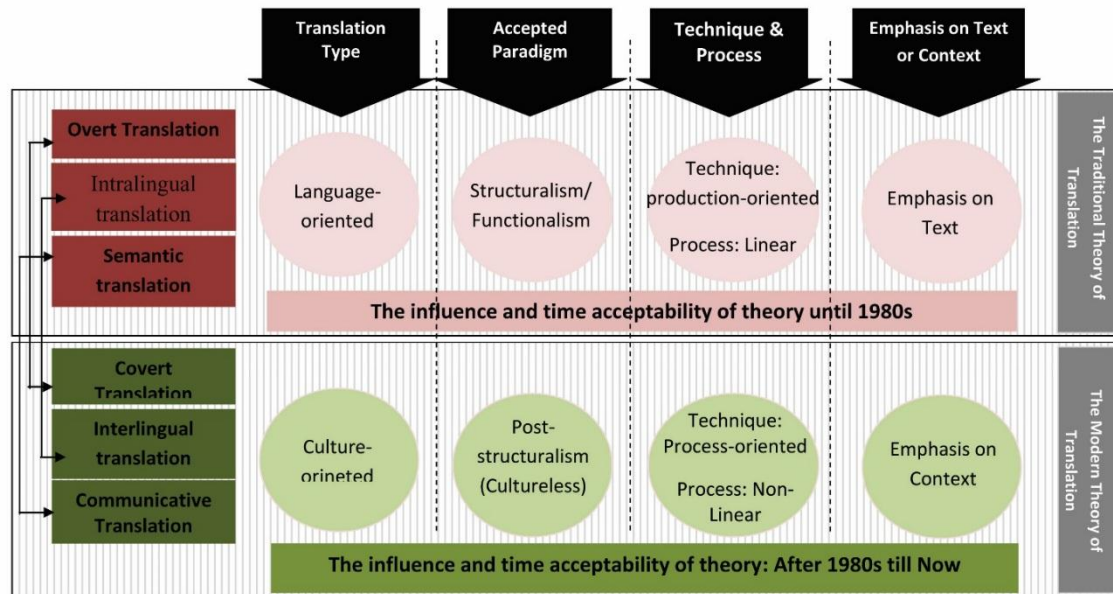 Translation
Type
Accepted
Paradigm
Technique &
Process
Emphasis on Text
or Context
Overt Translation
Intralingual
translation
Semantic
translation
Language-
oriented
Structuralism/
Functionalism
Technique:
production-oriented
Process: Linear
Emphasis on
Text
The influence and time acceptability of theory until 1980s
The Traditional Theory of
Translation
Covert
Translation
Interlingual
translation
Communicative
Translation
Culture-
orineted
Post-
structuralism
(Cultureless)
Technique:
Process-oriented
Process: Non-
Linear
Emphasis on
Context
The influence and time acceptability of theory: After 1980s till Now
The Modern Theory of
Translation